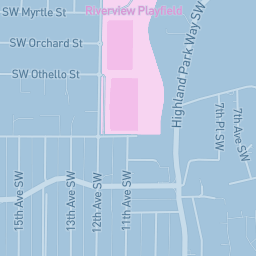 SW Myrtle St
Riverview Playfield
SW Orchard St
SW Othello St
Highland Park Way SW
7th Pl SW
7th Ave SW
15th Ave SW
13th Ave SW
12th Ave SW
11th Ave SW